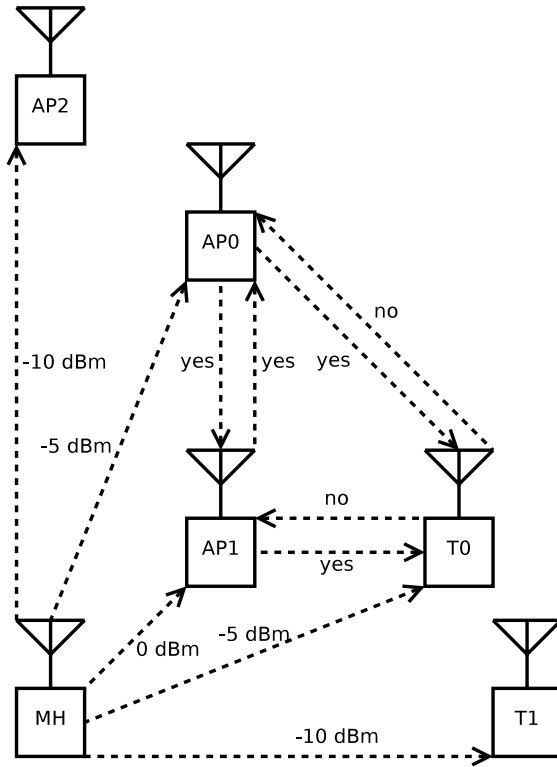 AP2
AP0
no
yes
yes
yes
-10 dBm
-5 dBm
no
AP1
T0
yes
-5 dBm
0 dBm
MH
T1
-10 dBm